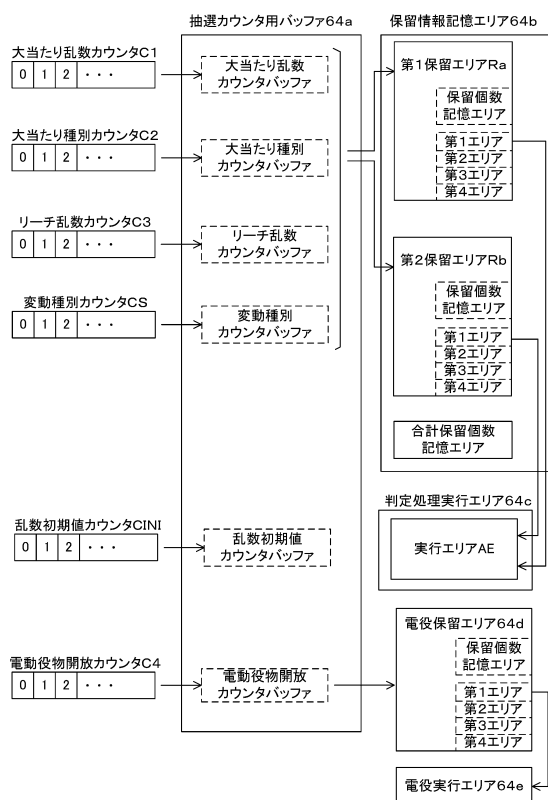 抽選カウンタ用バッファ64a
保留情報記憶エリア64b
大当たり乱数カウンタC1
0 1 2 ・・・
大当たり乱数
カウンタバッファ
第1保留エリアRa
保留個数
記憶エリア
第1エリア
第2エリア
第3エリア
第4エリア
大当たり種別カウンタC2
0 1 2 ・・・
大当たり種別
カウンタバッファ
リーチ乱数カウンタC3
0 1 2 ・・・
リーチ乱数
カウンタバッファ
第2保留エリアRb
保留個数
記憶エリア
第1エリア
第2エリア
第3エリア
第4エリア
変動種別カウンタCS
0 1 2 ・・・
変動種別
カウンタバッファ
合計保留個数
記憶エリア
判定処理実行エリア64c
実行エリアAE
乱数初期値カウンタCINI
0 1 2 ・・・
乱数初期値
カウンタバッファ
電役保留エリア64d
保留個数
記憶エリア
第1エリア
第2エリア
第3エリア
第4エリア
電動役物開放カウンタC4
0 1 2 ・・・
電動役物開放
カウンタバッファ
電役実行エリア64e